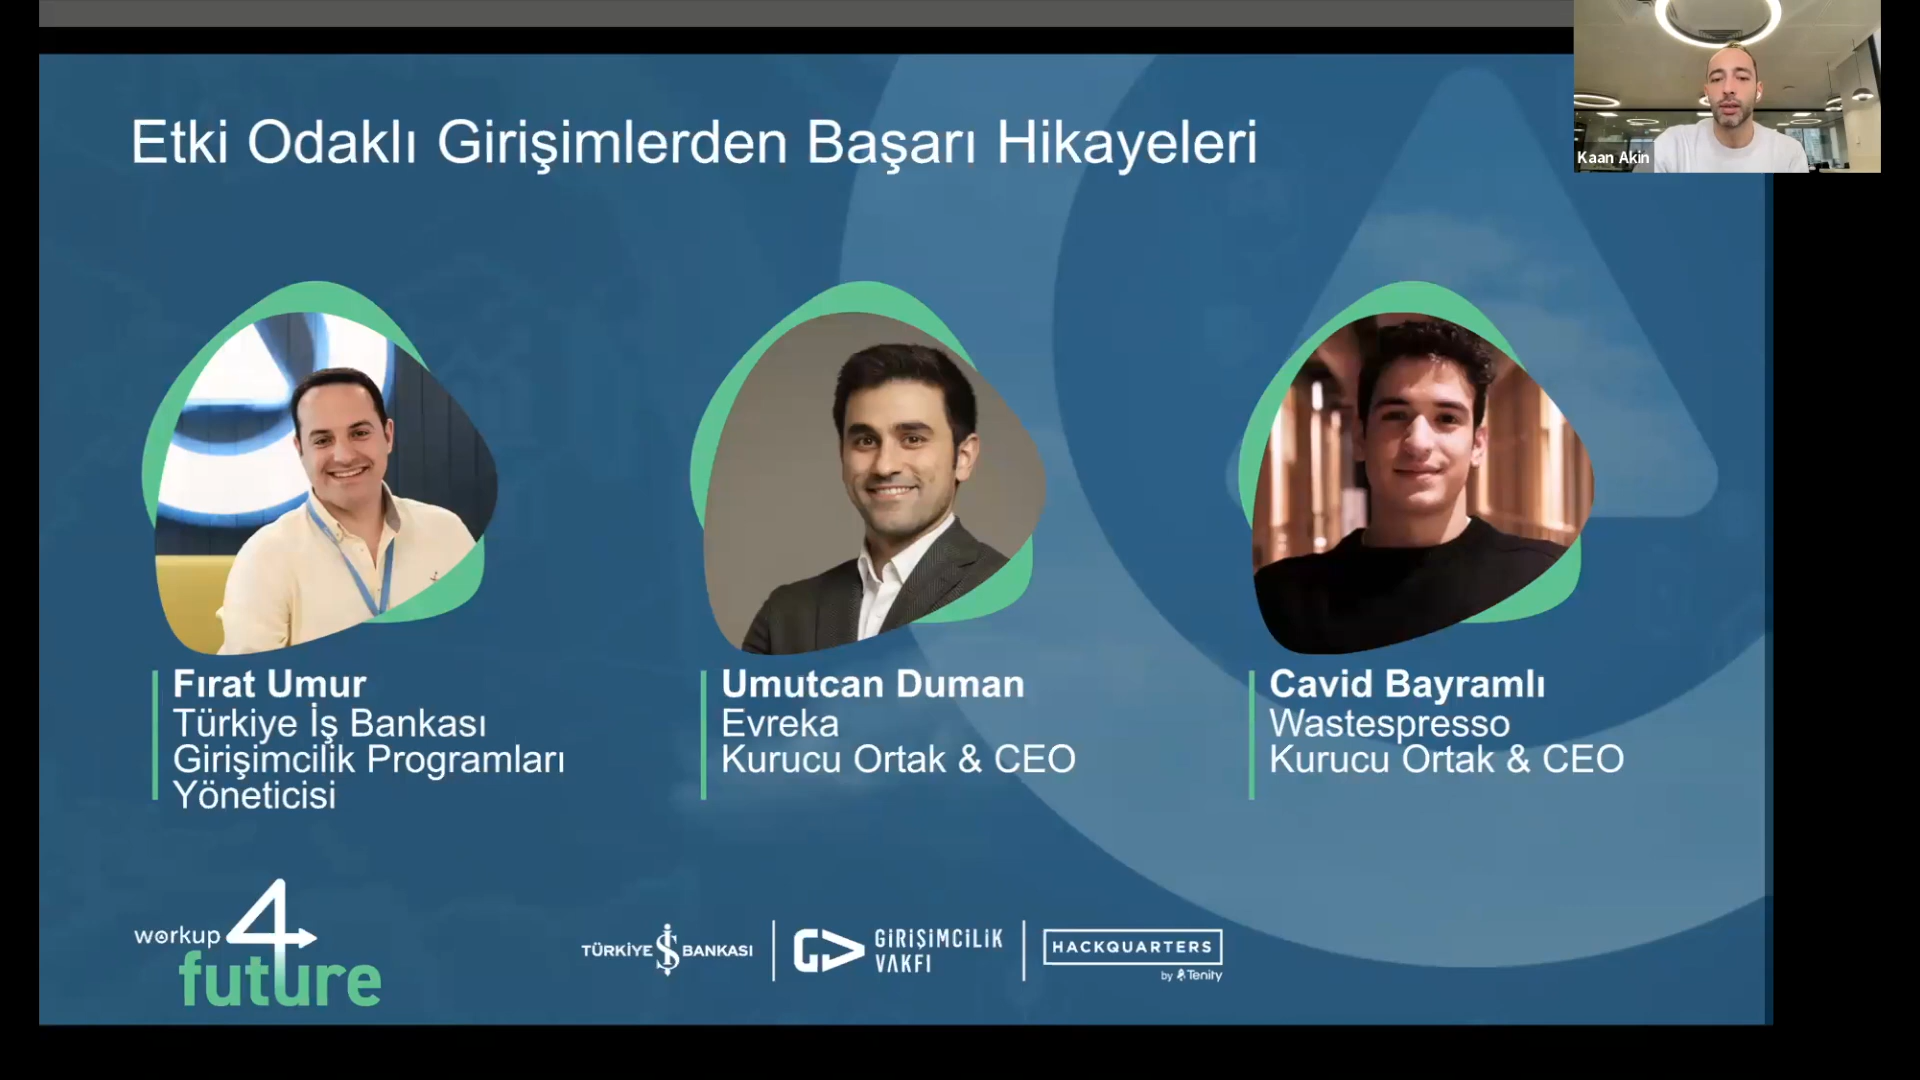 Etki Odaklı Girişimlerden Başarı Hikayeleri
Kaan Akin
Fırat Umur
Türkiye İş Bankası
Girişimcilik Programları
Yöneticisi
Umutcan Duman
Evreka
Kurucu Ortak & CEO
Cavid Bayramlı
Wastespresso
Kurucu Ortak & CEO
workup 4
future
TÜRKİYE İŞ BANKASI
GİRİŞİMCİLİK
VAKFI
HACKQUARTERS
by Tenity